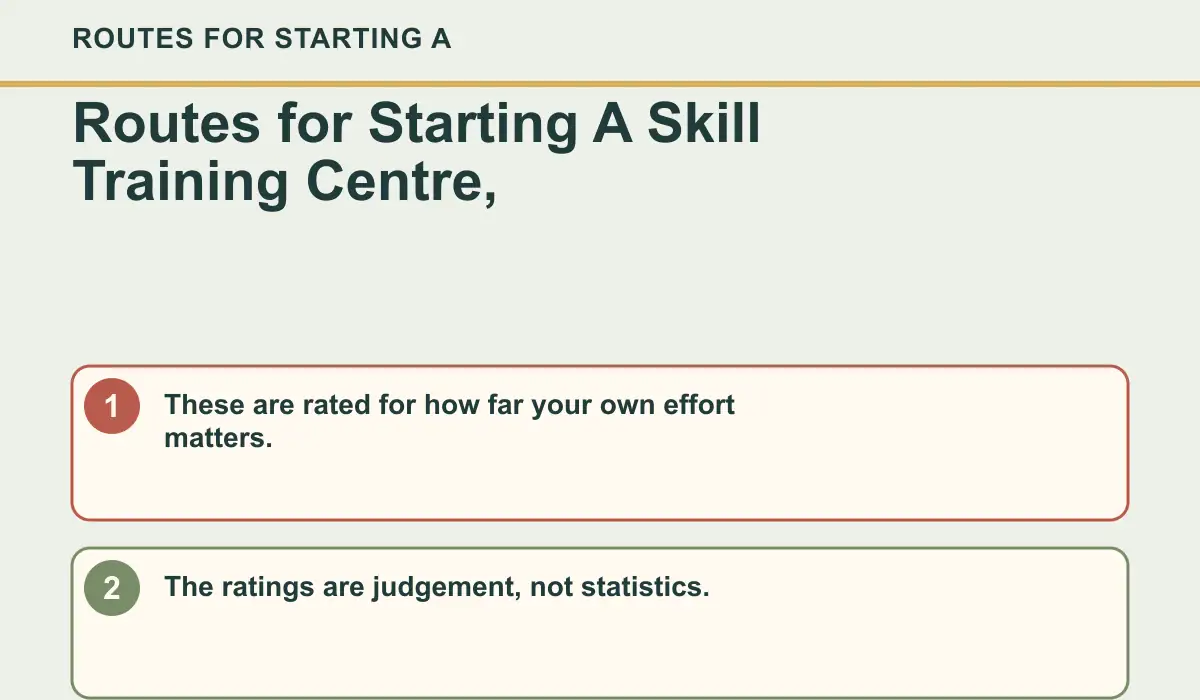 ROUTES FOR STARTING A
Routes for Starting A Skill
Training Centre,
1
These are rated for how far your own effort
matters.
2
The ratings are judgement, not statistics.